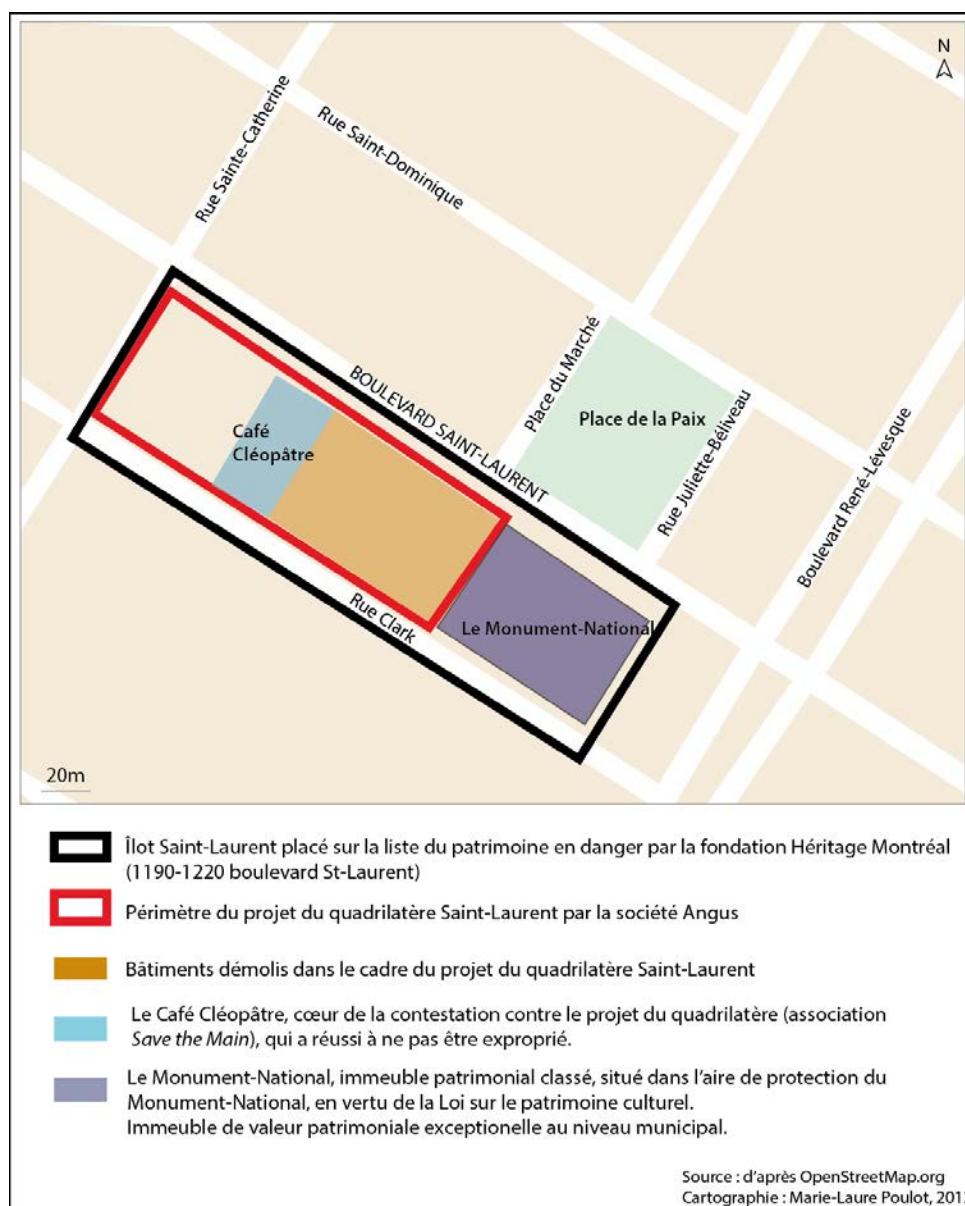 N
Rue Sainte-Catherine
Rue Saint-Dominique
Place du Marché
BOULEVARD SAINT-LAURENT
Place de la Paix
Rue Juliette-Béliveau
Boulevard René-Lévesque
Café
Cléopâtre
Rue Clark
Le Monument-National
20m
Îlot Saint-Laurent placé sur la liste du patrimoine en danger par la fondation Héritage Montréal
(1190-1220 boulevard St-Laurent)
Périmètre du projet du quadrilatère Saint-Laurent par la société Angus
Bâtiments démolis dans le cadre du projet du quadrilatère Saint-Laurent
Le Café Cléopâtre, cœur de la contestation contre le projet du quadrilatère (association
Save the Main), qui a réussi à ne pas être exproprié.
Le Monument-National, immeuble patrimonial classé, situé dans l'aire de protection du
Monument-National, en vertu de la Loi sur le patrimoine culturel.
Immeuble de valeur patrimoniale exceptionelle au niveau municipal.
Source : d'après OpenStreetMap.org
Cartographie : Marie-Laure Poulot,